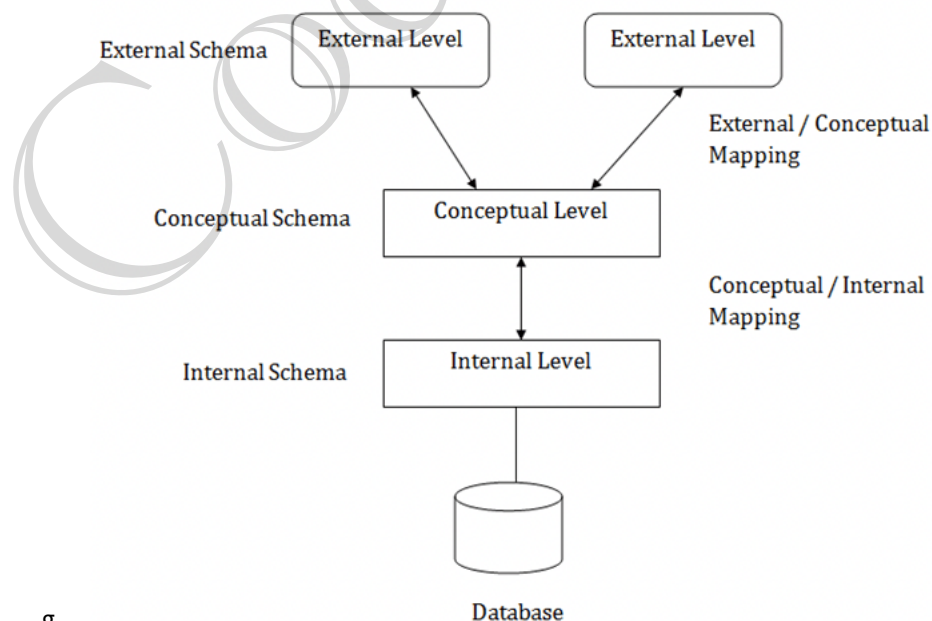 External Level
External Level
External Schema
External / Conceptual
Mapping
Conceptual Level
Conceptual Schema
Conceptual / Internal
Mapping
Internal Level
Internal Schema
Database